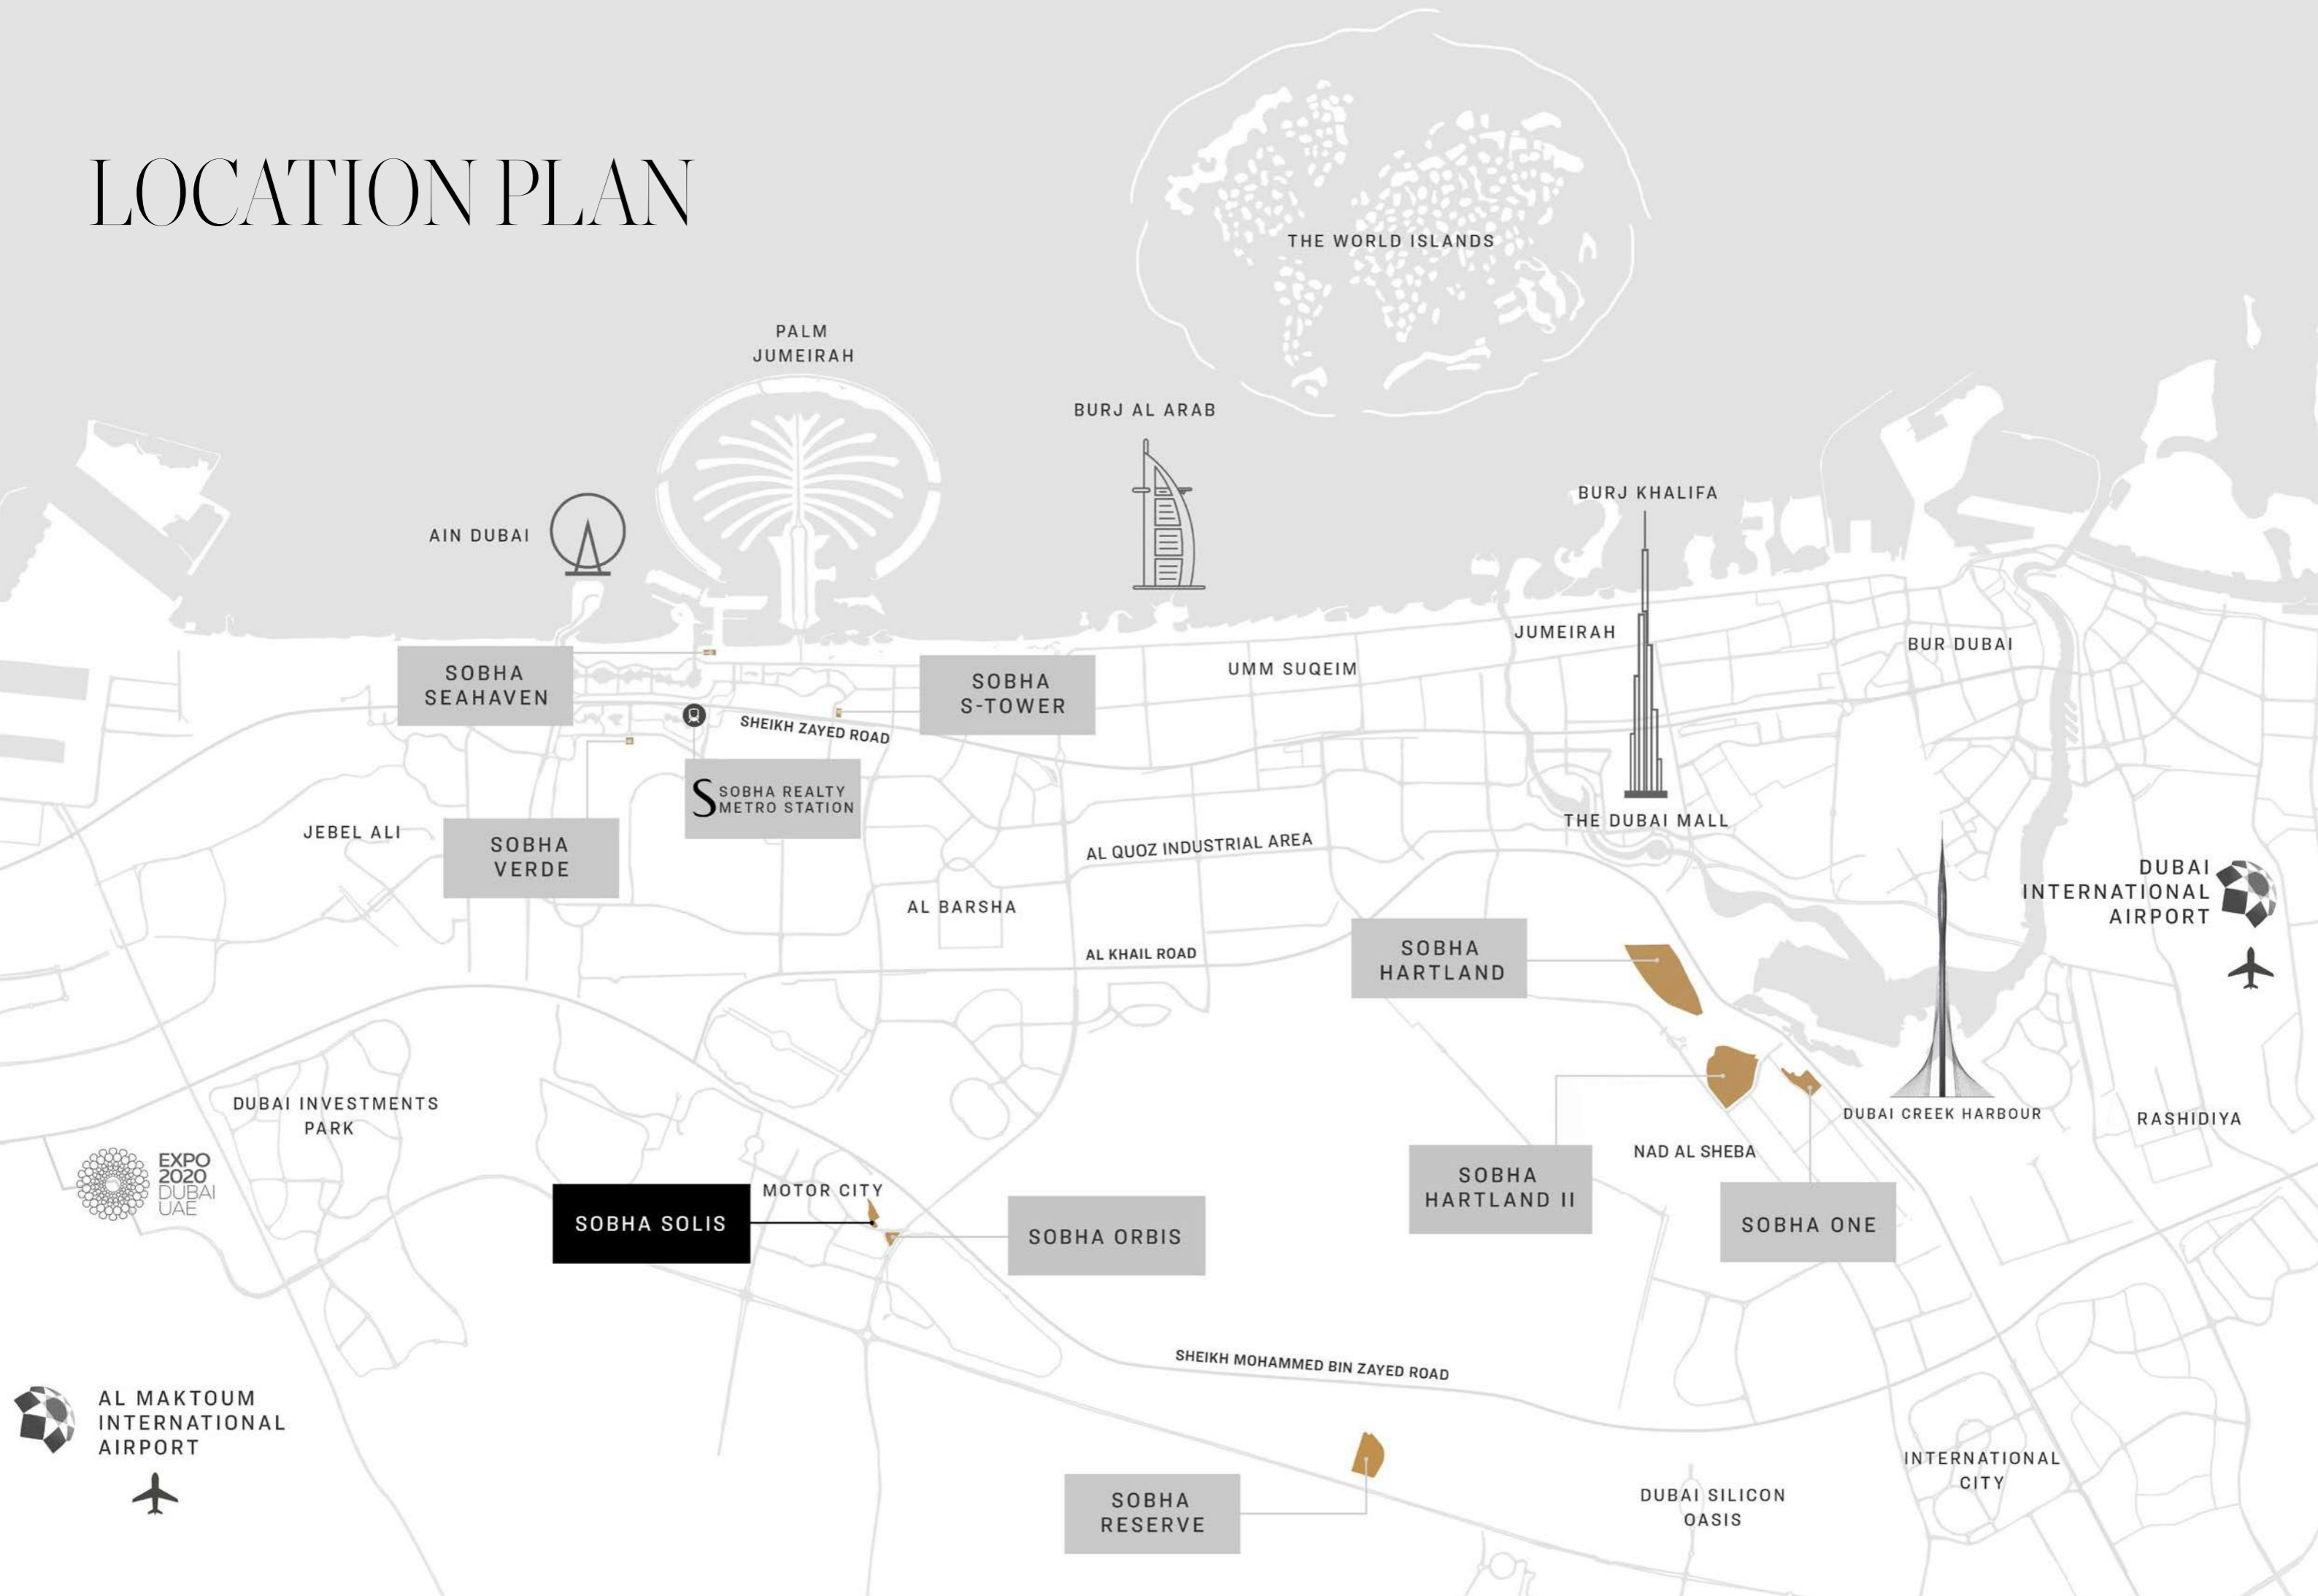 LOCATION PLAN
THE WORLD ISLANDS
PALM
JUMEIRAH
BURJ AL ARAB
BURJ KHALIFA
AIN DUBAI
JUMEIRAH
BUR DUBAI
UMM SUQEIM
SOBHA
SEAHAVEN
SOBHA
S-TOWER
SHEIKH ZAYED ROAD
S SOBHA REALTY
METRO STATION
THE DUBAI MALL
JEBEL ALI
SOBHA
VERDE
AL QUOZ INDUSTRIAL AREA
DUBAI
INTERNATIONAL
AIRPORT
AL BARSHA
AL KHAIL ROAD
SOBHA
HARTLAND
DUBAI INVESTMENTS
PARK
DUBAI CREEK HARBOUR
RASHIDIYA
NAD AL SHEBA
EXPO
2020
DUBAI
UAE
SOBHA
HARTLAND II
MOTOR CITY
SOBHA SOLIS
SOBHA ORBIS
SOBHA ONE
SHEIKH MOHAMMED BIN ZAYED ROAD
AL MAKTOUM
INTERNATIONAL
AIRPORT
INTERNATIONAL
CITY
SOBHA
RESERVE
DUBAI SILICON
OASIS